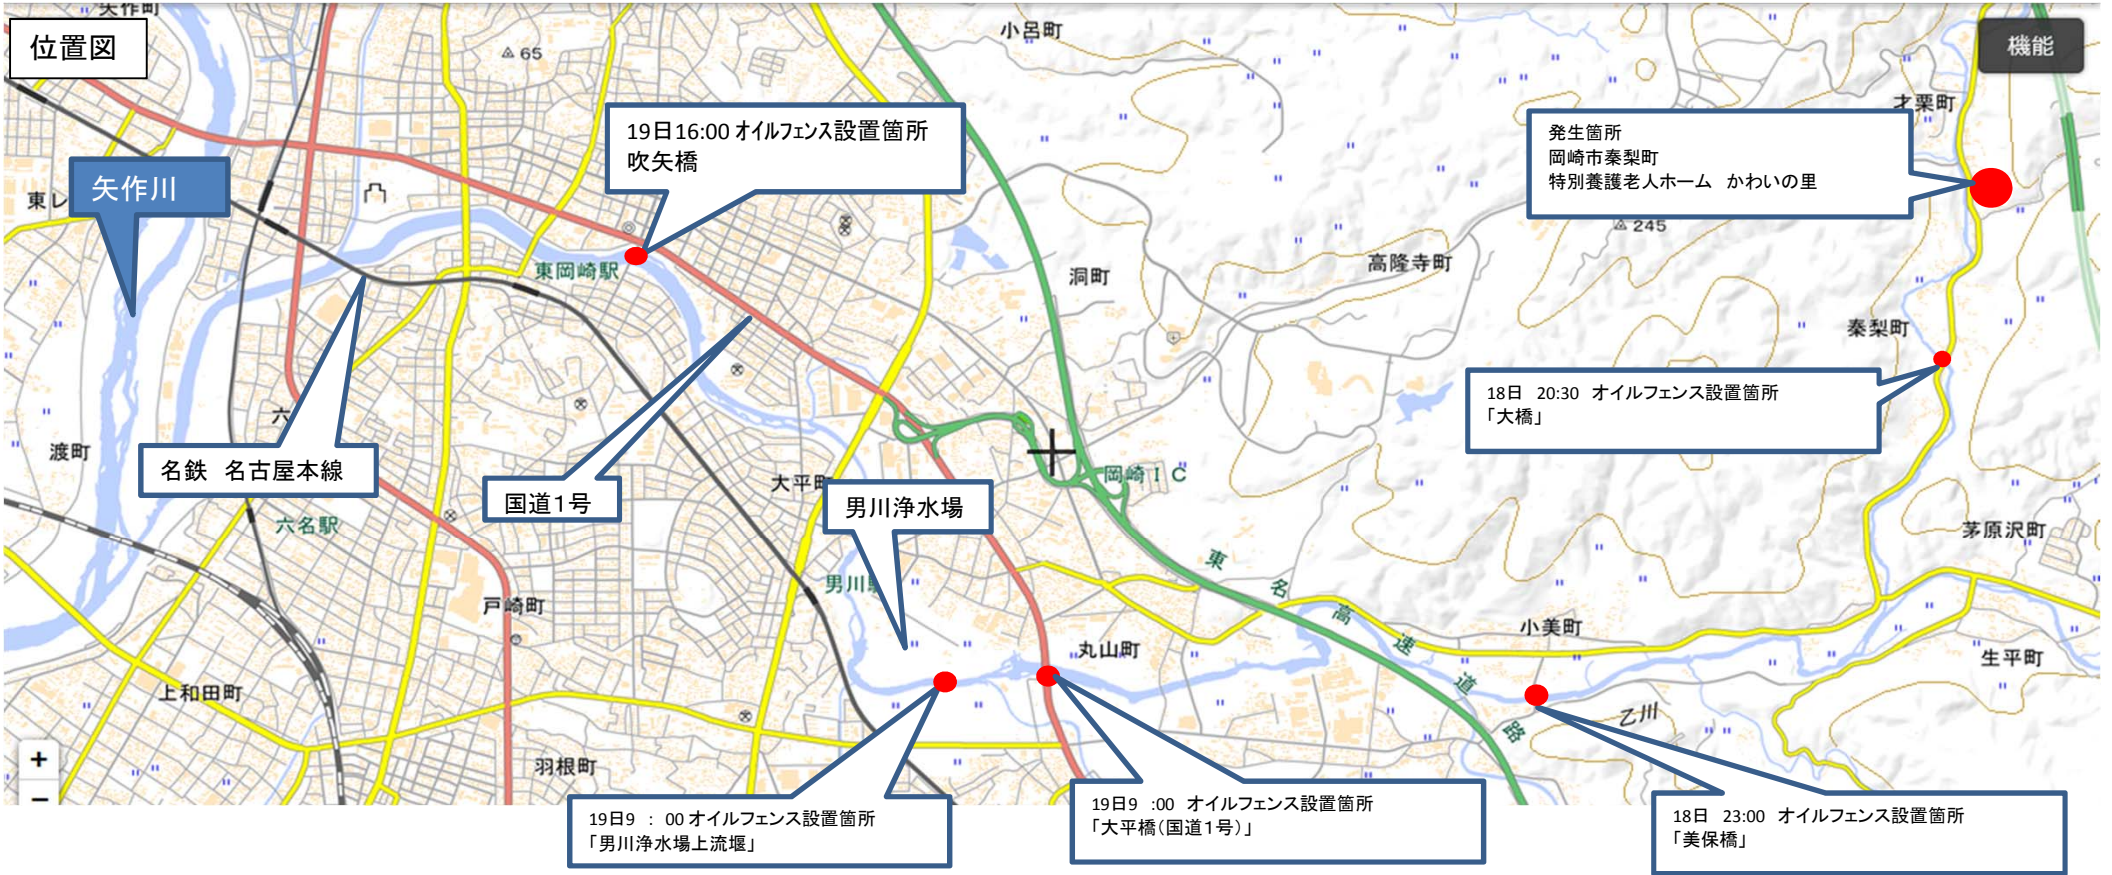 矢作町
位置図
65
小呂町
機能
才栗町
19日16:00 オイルフェンス設置箇所
吹矢橋
発生箇所
岡崎市秦梨町
特別養護老人ホーム　かわいの里
矢作川
東レ
245
東岡崎駅
洞町
高隆寺町
秦梨町
18日　20:30　オイルフェンス設置箇所
「大橋」
六
渡町
名鉄　名古屋本線
国道１号
大平町
岡崎ＩＣ
男川浄水場
六名駅
茅原沢町
東名高速道路
男川駅
戸崎町
小美町
丸山町
生平町
上和田町
乙川
羽根町
+
−
19日9　：　00 オイルフェンス設置箇所
「男川浄水場上流堰」
19日9　:00　オイルフェンス設置箇所
「大平橋（国道１号）」
18日　23:00　オイルフェンス設置箇所
「美保橋」